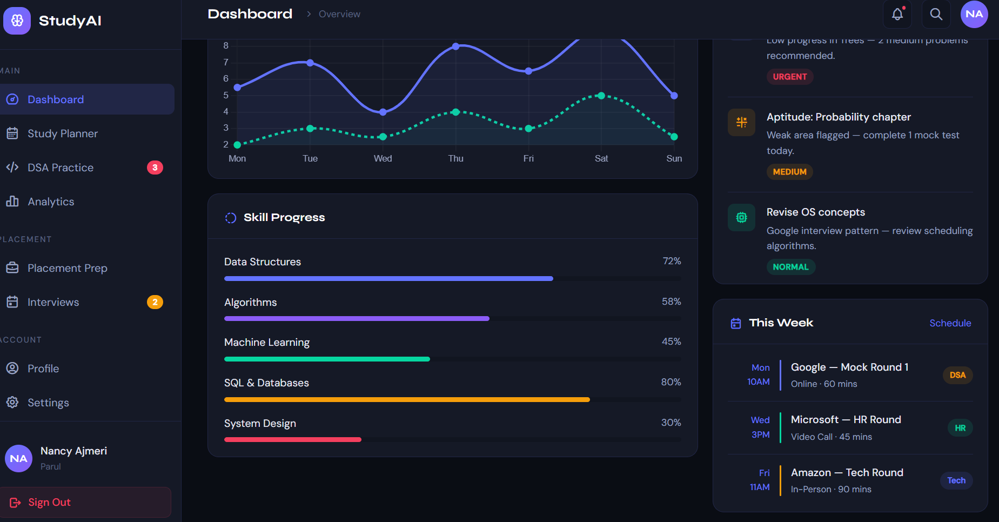 StudyAI
MAIN
Dashboard
Study Planner
DSA Practice 3
Analytics
PLACEMENT
Placement Prep
Interviews 2
ACCOUNT
Profile
Settings
NA
Nancy Ajmeri
Parul
Sign Out
Dashboard > Overview
NA
8
7
6
5
4
3
2
Mon Tue Wed Thu Fri Sat Sun
Skill Progress
Data Structures 72%
Algorithms 58%
Machine Learning 45%
SQL & Databases 80%
System Design 30%
Low progress in Trees — 2 medium problems
recommended.
URGENT
Aptitude: Probability chapter
Weak area flagged — complete 1 mock test
today.
MEDIUM
Revise OS concepts
Google interview pattern — review scheduling
algorithms.
NORMAL
This Week Schedule
Mon
10AM
Google — Mock Round 1
Online · 60 mins
DSA
Wed
3PM
Microsoft — HR Round
Video Call · 45 mins
HR
Fri
11AM
Amazon — Tech Round
In-Person · 90 mins
Tech